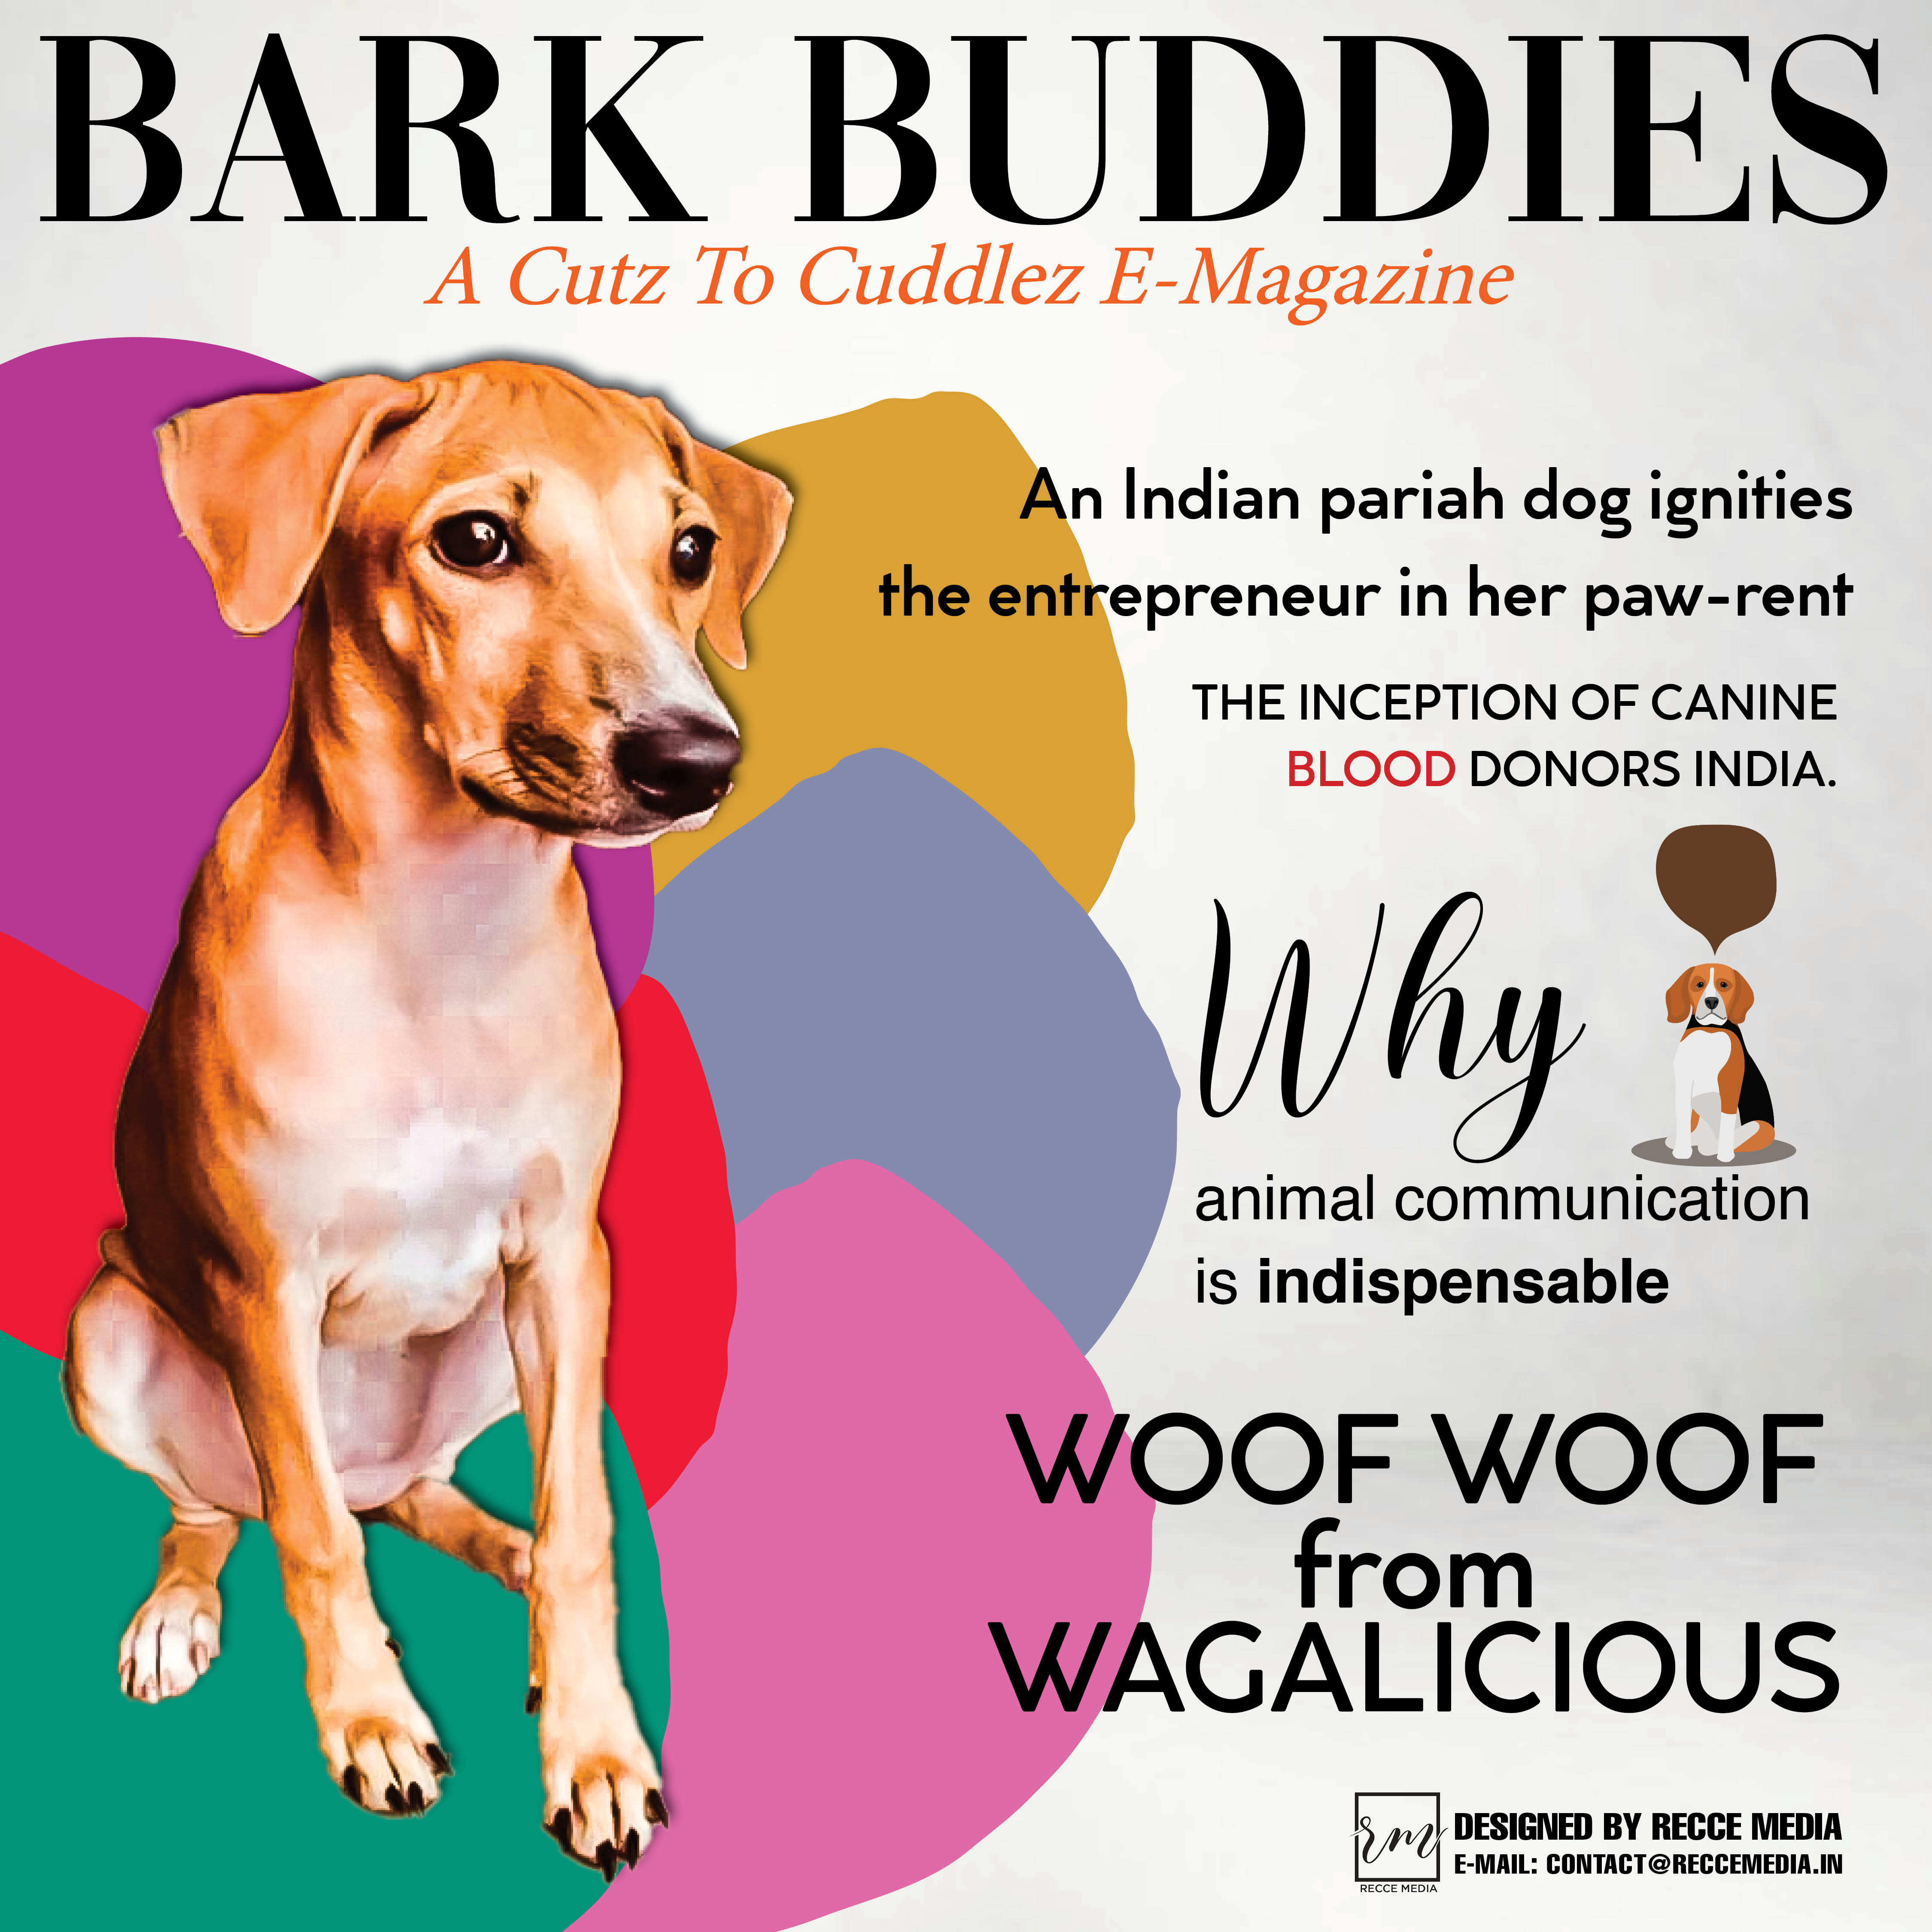 BARK BUDDIES
A Cutz To Cuddlez E-Magazine
An Indian pariah dog ignities
the entrepreneur in her paw-rent
THE INCEPTION OF CANINE
BLOOD DONORS INDIA.
Why
animal communication
is indispensable
WOOF WOOF
from
WAGALICIOUS
rm
RECCE MEDIA
DESIGNED BY RECCE MEDIA
E-MAIL: CONTACT@RECCEMEDIA.IN